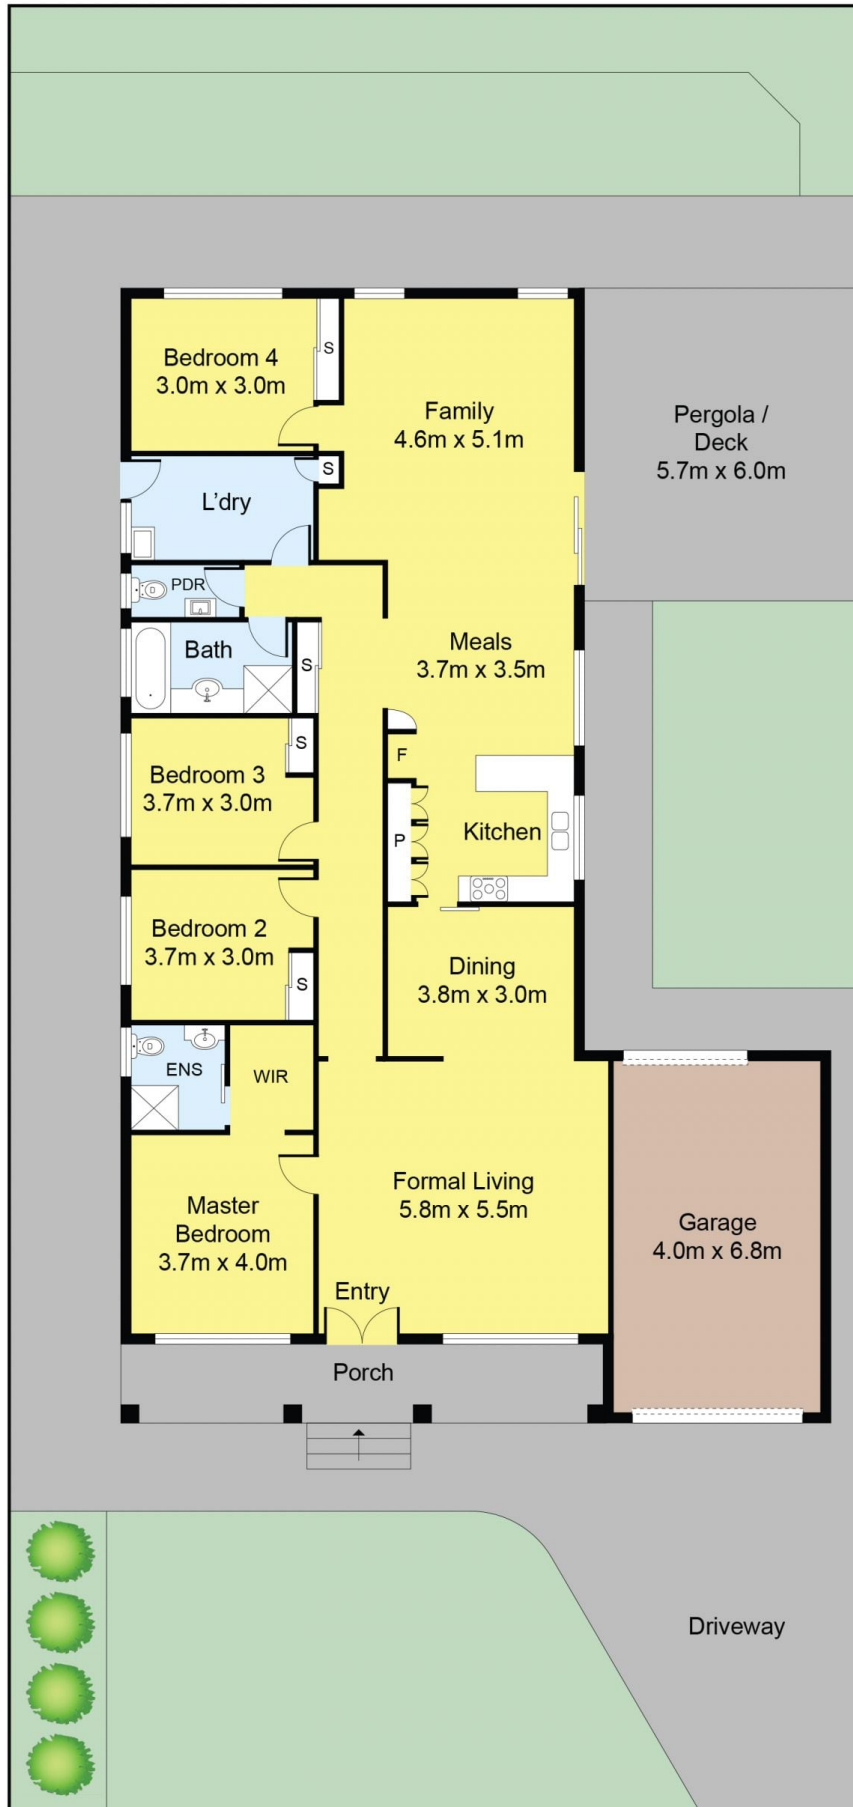 Bedroom 4
3.0m x 3.0m
S
Family
4.6m x 5.1m
Pergola /
Deck
5.7m x 6.0m
S
L'dry
PDR
Bath
S
Meals
3.7m x 3.5m
S
Bedroom 3
3.7m x 3.0m
F
P
Kitchen
Bedroom 2
3.7m x 3.0m
S
Dining
3.8m x 3.0m
ENS
WIR
Master
Bedroom
3.7m x 4.0m
Formal Living
5.8m x 5.5m
Garage
4.0m x 6.8m
Entry
Porch
Driveway